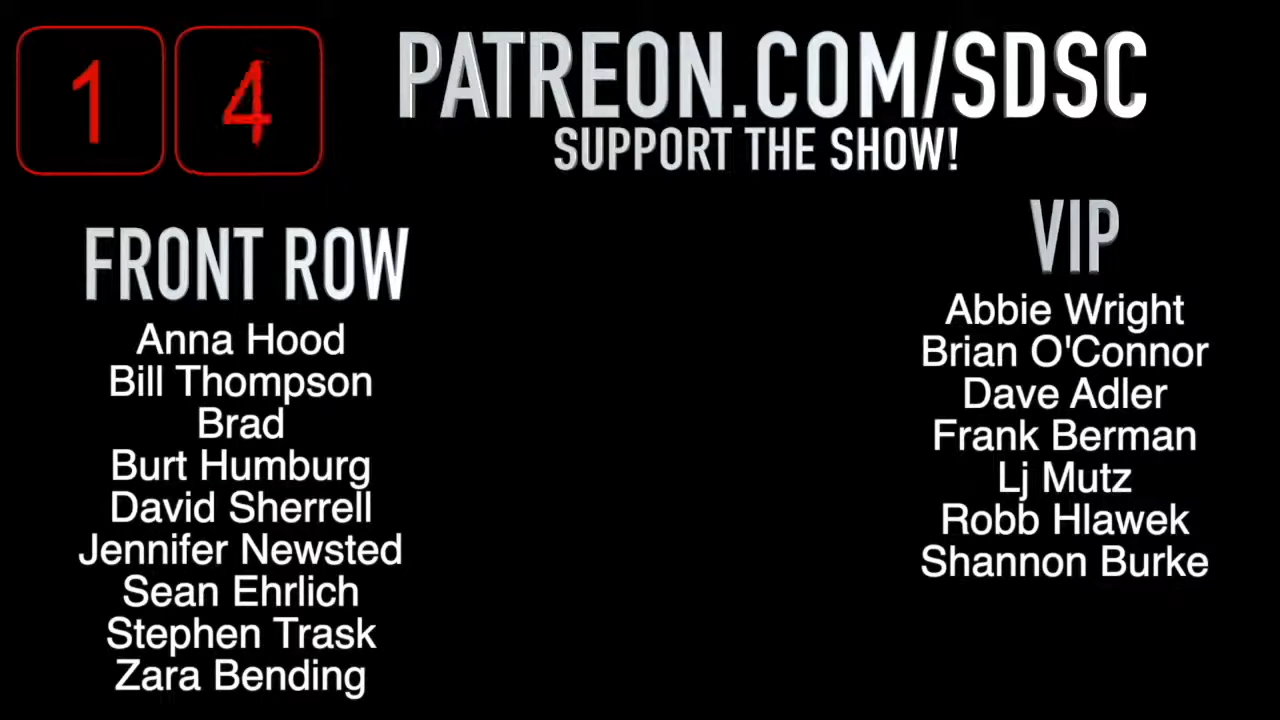 1 4
PATREON.COM/SDSC
SUPPORT THE SHOW!
FRONT ROW
Anna Hood
Bill Thompson
Brad
Burt Humburg
David Sherrell
Jennifer Newsted
Sean Ehrlich
Stephen Trask
Zara Bending
VIP
Abbie Wright
Brian O'Connor
Dave Adler
Frank Berman
Lj Mutz
Robb Hlawek
Shannon Burke